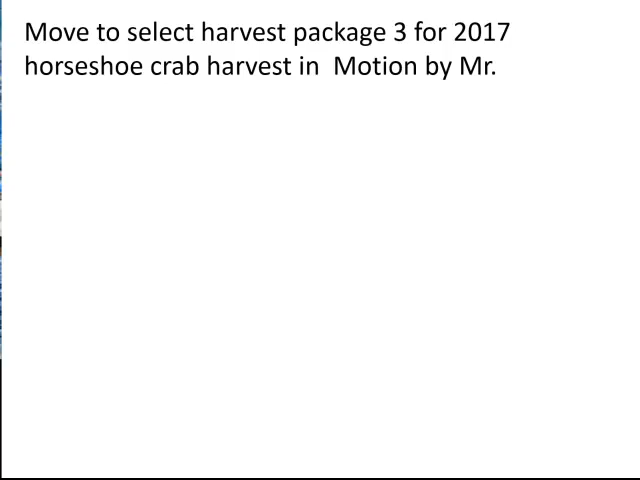 Move to select harvest package 3 for 2017
horseshoe crab harvest in  Motion by Mr.